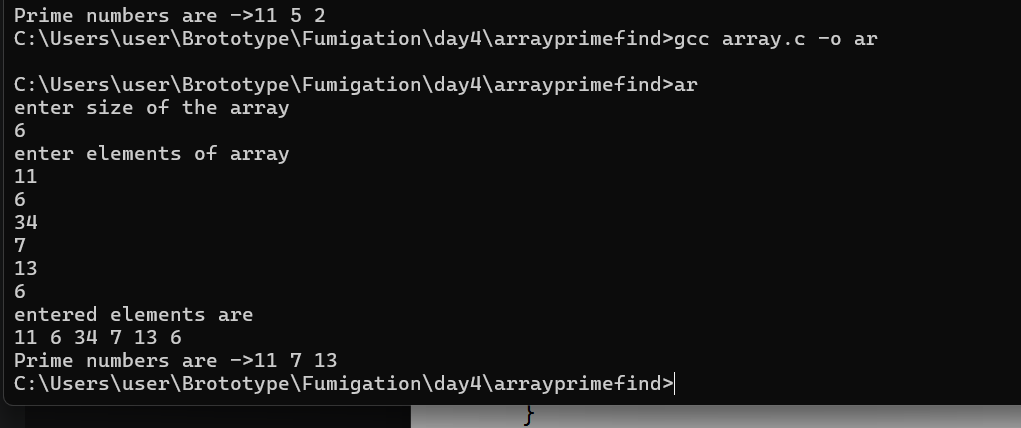 Prime numbers are ->11 5 2
C:\Users\user\Brototype\Fumigation\day4\arrayprimefind>gcc array.c -o ar
C:\Users\user\Brototype\Fumigation\day4\arrayprimefind>ar
enter size of the array
6
enter elements of array
11
6
34
7
13
6
entered elements are
11 6 34 7 13 6
Prime numbers are ->11 7 13
C:\Users\user\Brototype\Fumigation\day4\arrayprimefind>
}